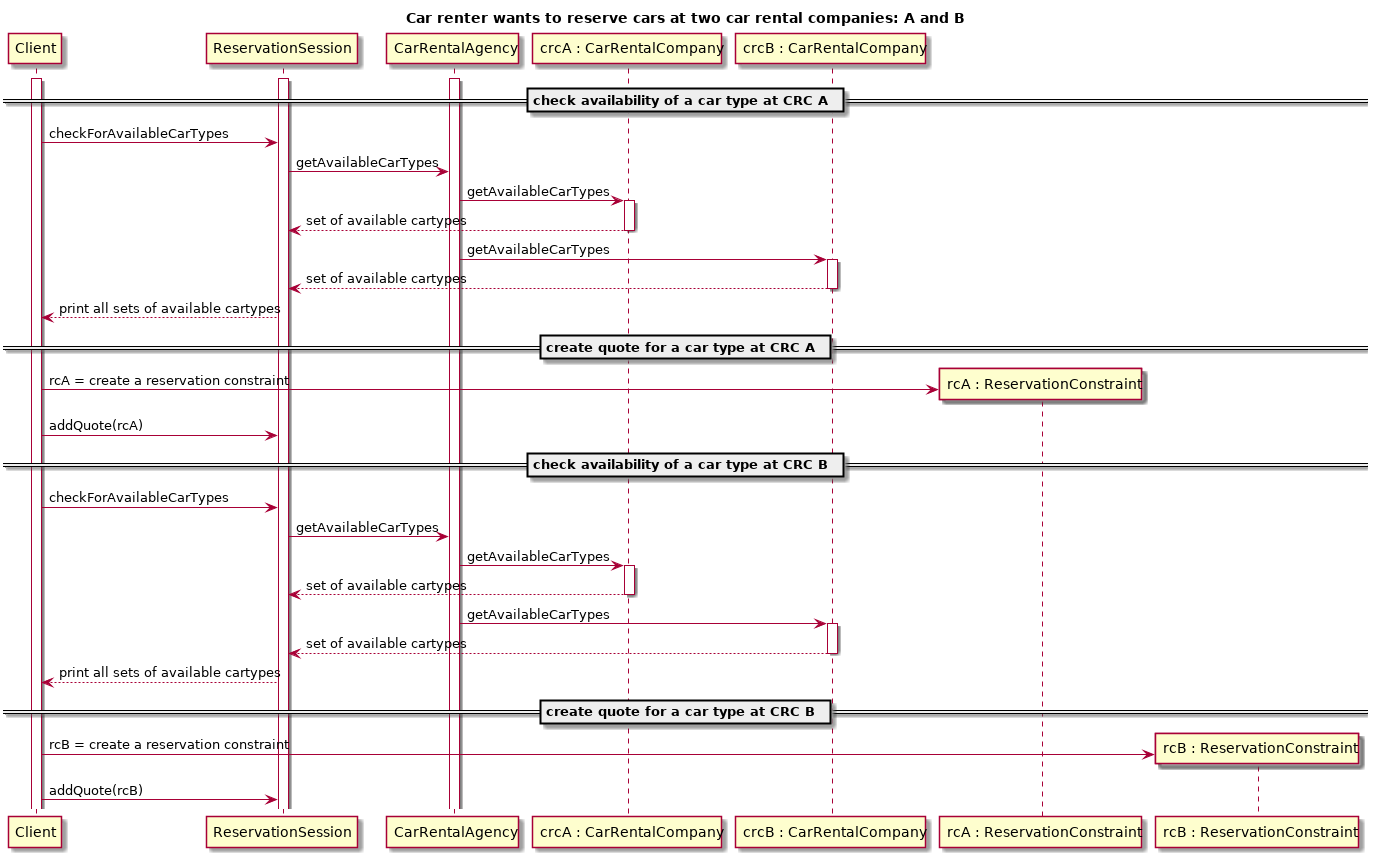 Car renter wants to reserve cars at two car rental companies: A and B
Client
ReservationSession
CarRentalAgency
crcA : CarRentalCompany
crcB : CarRentalCompany
check availability of a car type at CRC A
checkForAvailableCarTypes
getAvailableCarTypes
getAvailableCarTypes
set of available cartypes
getAvailableCarTypes
set of available cartypes
print all sets of available cartypes
create quote for a car type at CRC A
rcA = create a reservation constraint
rcA : ReservationConstraint
addQuote(rcA)
check availability of a car type at CRC B
checkForAvailableCarTypes
getAvailableCarTypes
getAvailableCarTypes
set of available cartypes
getAvailableCarTypes
set of available cartypes
print all sets of available cartypes
create quote for a car type at CRC B
rcB = create a reservation constraint
rcB : ReservationConstraint
addQuote(rcB)
Client
ReservationSession
CarRentalAgency
crcA : CarRentalCompany
crcB : CarRentalCompany
rcA : ReservationConstraint
rcB : ReservationConstraint